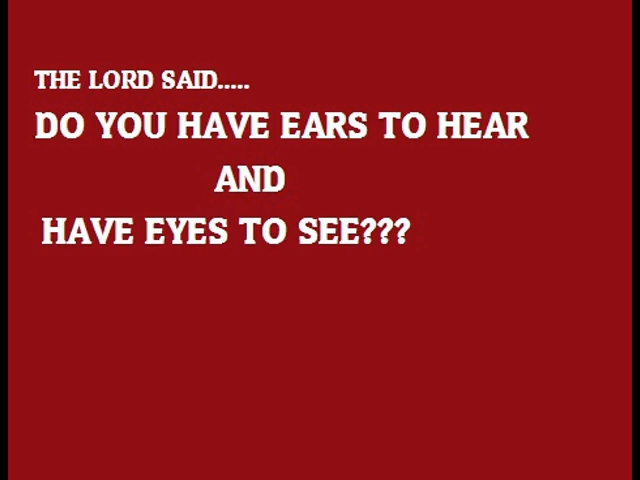 THE LORD SAID.....
DO YOU HAVE EARS TO HEAR
AND
HAVE EYES TO SEE???